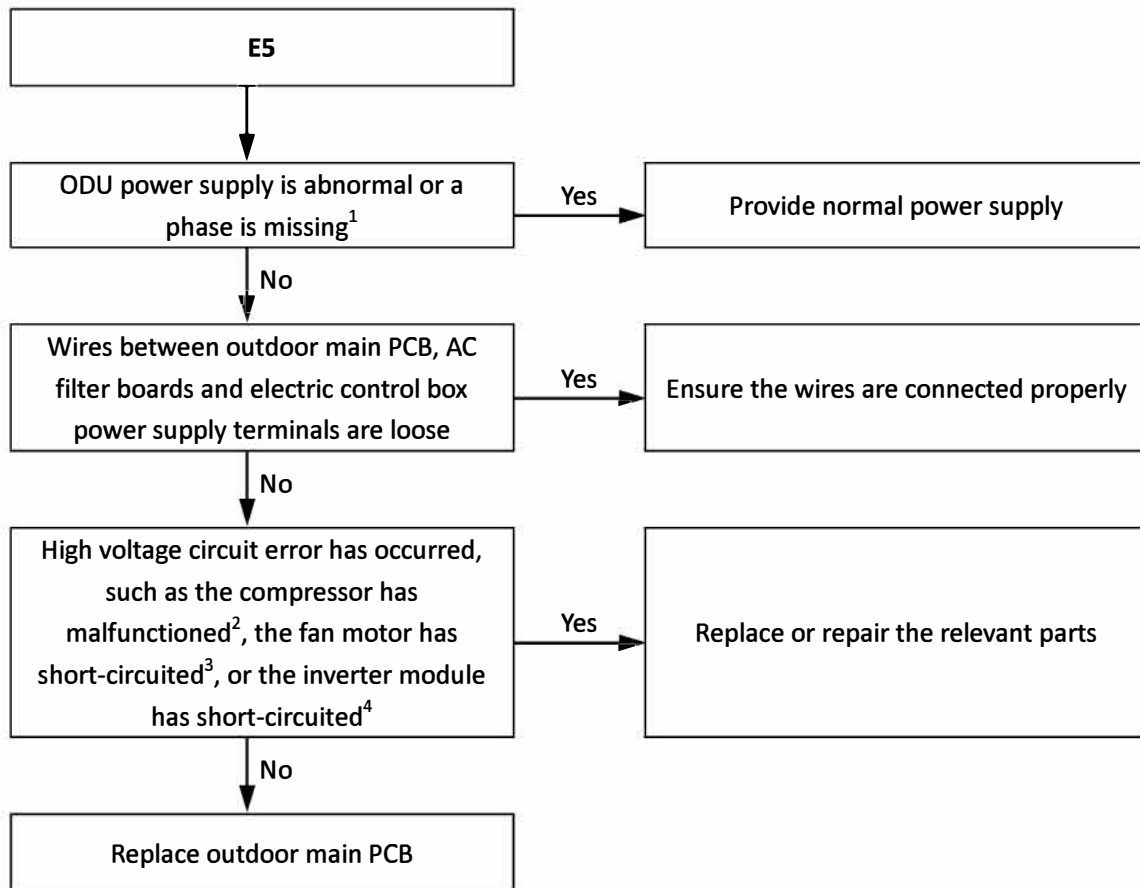 E5
ODU power supply is abnormal or a
phase is missing¹
Yes
Provide normal power supply
No
Wires between outdoor main PCB, AC
filter boards and electric control box
power supply terminals are loose
Yes
Ensure the wires are connected properly
No
High voltage circuit error has occurred,
such as the compressor has
malfunctioned², the fan motor has
short-circuited³, or the inverter module
has short-circuited⁴
Yes
Replace or repair the relevant parts
No
Replace outdoor main PCB